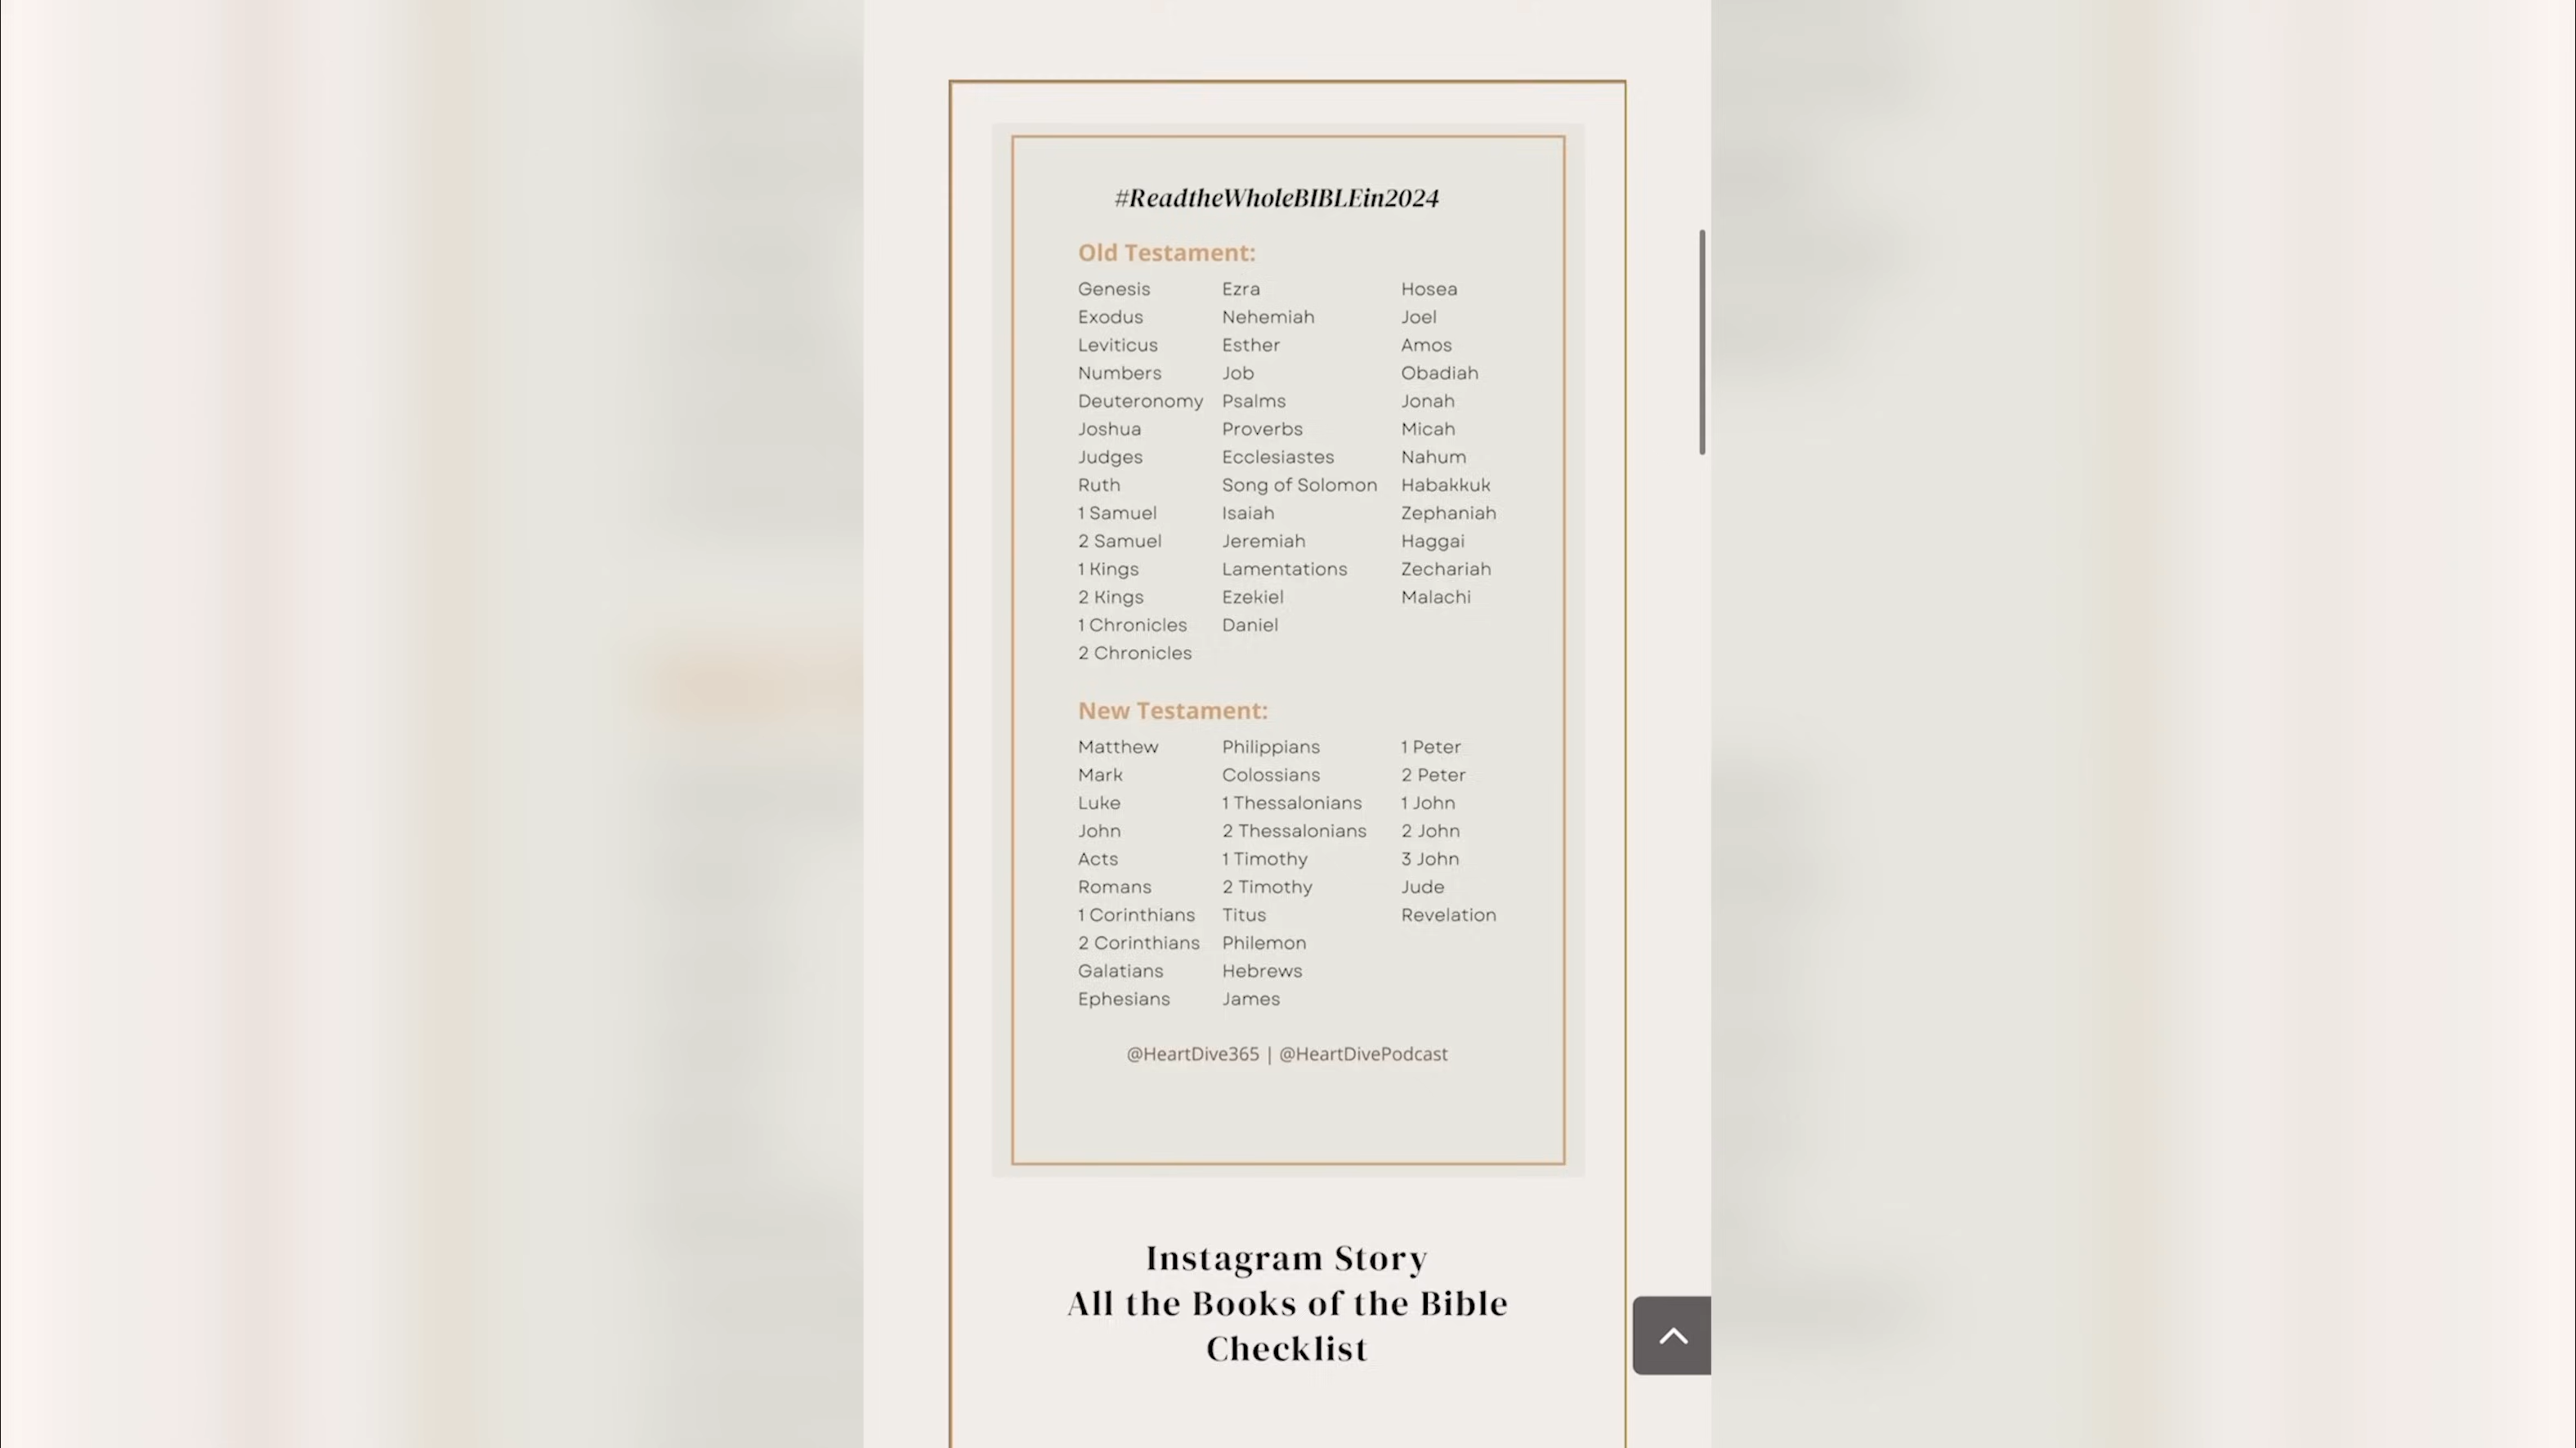 #ReadtheWholeBIBLEin2024
Old Testament:
Genesis
Exodus
Leviticus
Numbers
Deuteronomy
Joshua
Judges
Ruth
1 Samuel
2 Samuel
1 Kings
2 Kings
1 Chronicles
2 Chronicles
Ezra
Nehemiah
Esther
Job
Psalms
Proverbs
Ecclesiastes
Song of Solomon
Isaiah
Jeremiah
Lamentations
Ezekiel
Daniel
Hosea
Joel
Amos
Obadiah
Jonah
Micah
Nahum
Habakkuk
Zephaniah
Haggai
Zechariah
Malachi
New Testament:
Matthew
Mark
Luke
John
Acts
Romans
1 Corinthians
2 Corinthians
Galatians
Ephesians
Philippians
Colossians
1 Thessalonians
2 Thessalonians
1 Timothy
2 Timothy
Titus
Philemon
Hebrews
James
1 Peter
2 Peter
1 John
2 John
3 John
Jude
Revelation
@HeartDive365 | @HeartDivePodcast
Instagram Story
All the Books of the Bible
Checklist